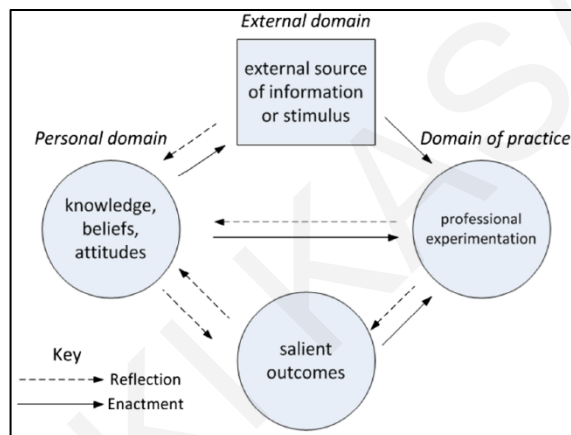 External domain
external source
of information
or stimulus
Personal domain
Domain of practice
knowledge,
beliefs,
attitudes
professional
experimentation
salient
outcomes
Key
Reflection
Enactment